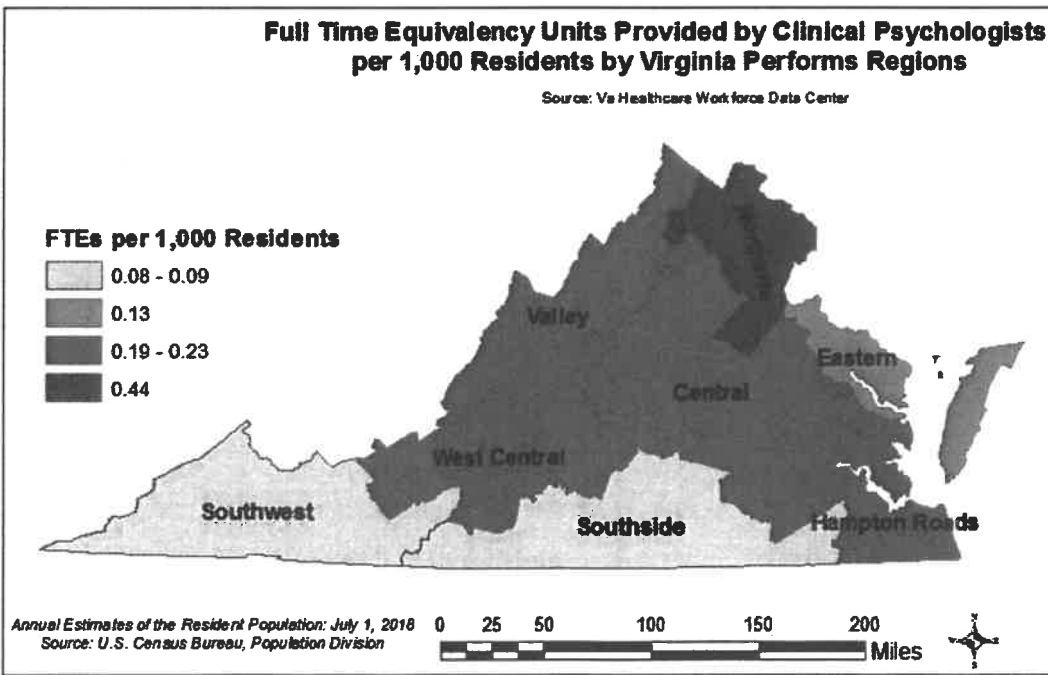 Full Time Equivalency Units Provided by Clinical Psychologists
per 1,000 Residents by Virginia Performs Regions
Source: Va Healthcare Workforce Data Center
FTEs per 1,000 Residents
0.08 - 0.09
0.13
0.19 - 0.23
0.44
Northern
Valley
Eastern
Central
West Central
Southwest
Southside
Hampton Roads
Annual Estimates of the Resident Population: July 1, 2018
Source: U.S. Census Bureau, Population Division
0 25 50 100 150 200
Miles